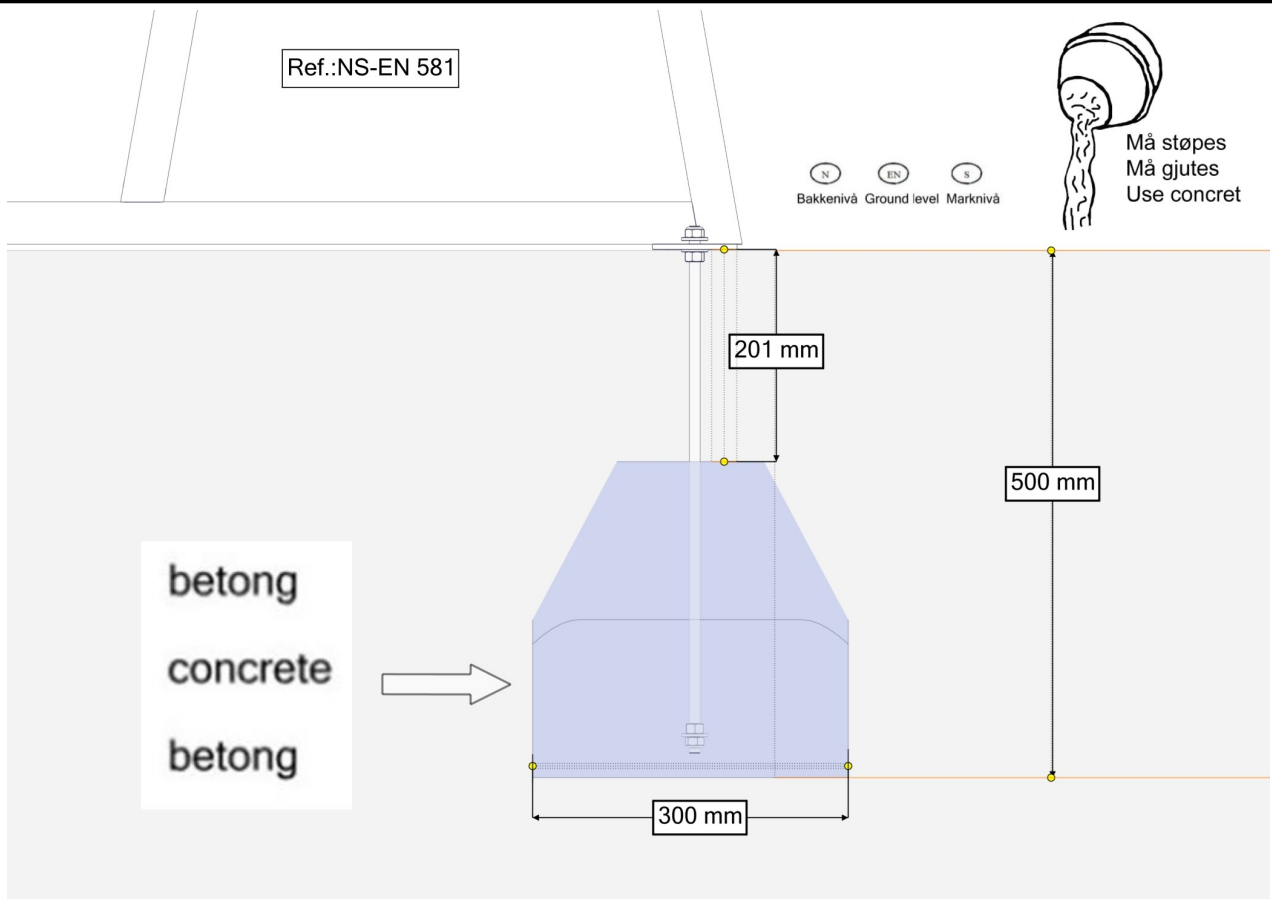 Ref.:NS-EN 581
Må støpes
Må gjutes
Use concret
N EN S
Bakkenivå Ground level Marknivå
201 mm
500 mm
betong
concrete
betong
300 mm